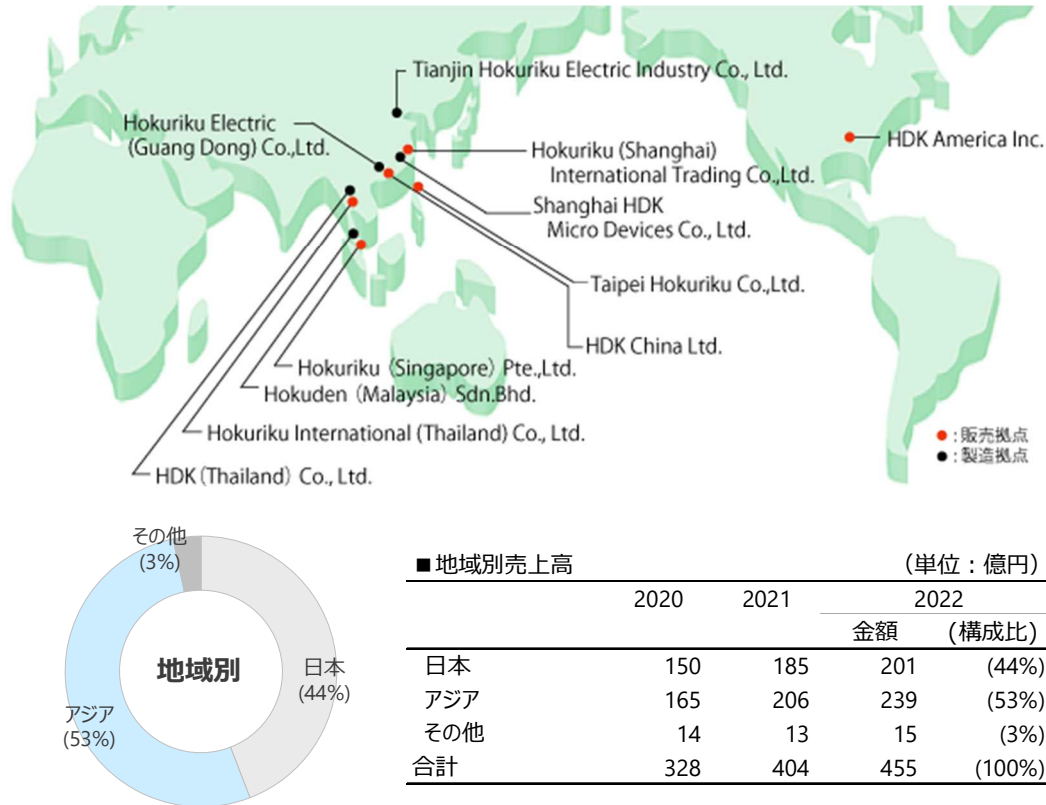 Tianjin Hokuriku Electric Industry Co., Ltd.
Hokuriku Electric
(Guang Dong) Co.,Ltd.
HDK America Inc.
Hokuriku (Shanghai)
International Trading Co.,Ltd.
Shanghai HDK
Micro Devices Co., Ltd.
Taipei Hokuriku Co.,Ltd.
HDK China Ltd.
Hokuriku (Singapore) Pte.,Ltd.
Hokuden (Malaysia) Sdn.Bhd.
Hokuriku International (Thailand) Co., Ltd.
HDK (Thailand) Co., Ltd.
●:販売拠点
●:製造拠点
その他
(3%)
地域別
日本
(44%)
アジア
(53%)
■地域別売上高 (単位:億円)
2020 2021 2022
金額 (構成比)
日本 150 185 201 (44%)
アジア 165 206 239 (53%)
その他 14 13 15 (3%)
合計 328 404 455 (100%)